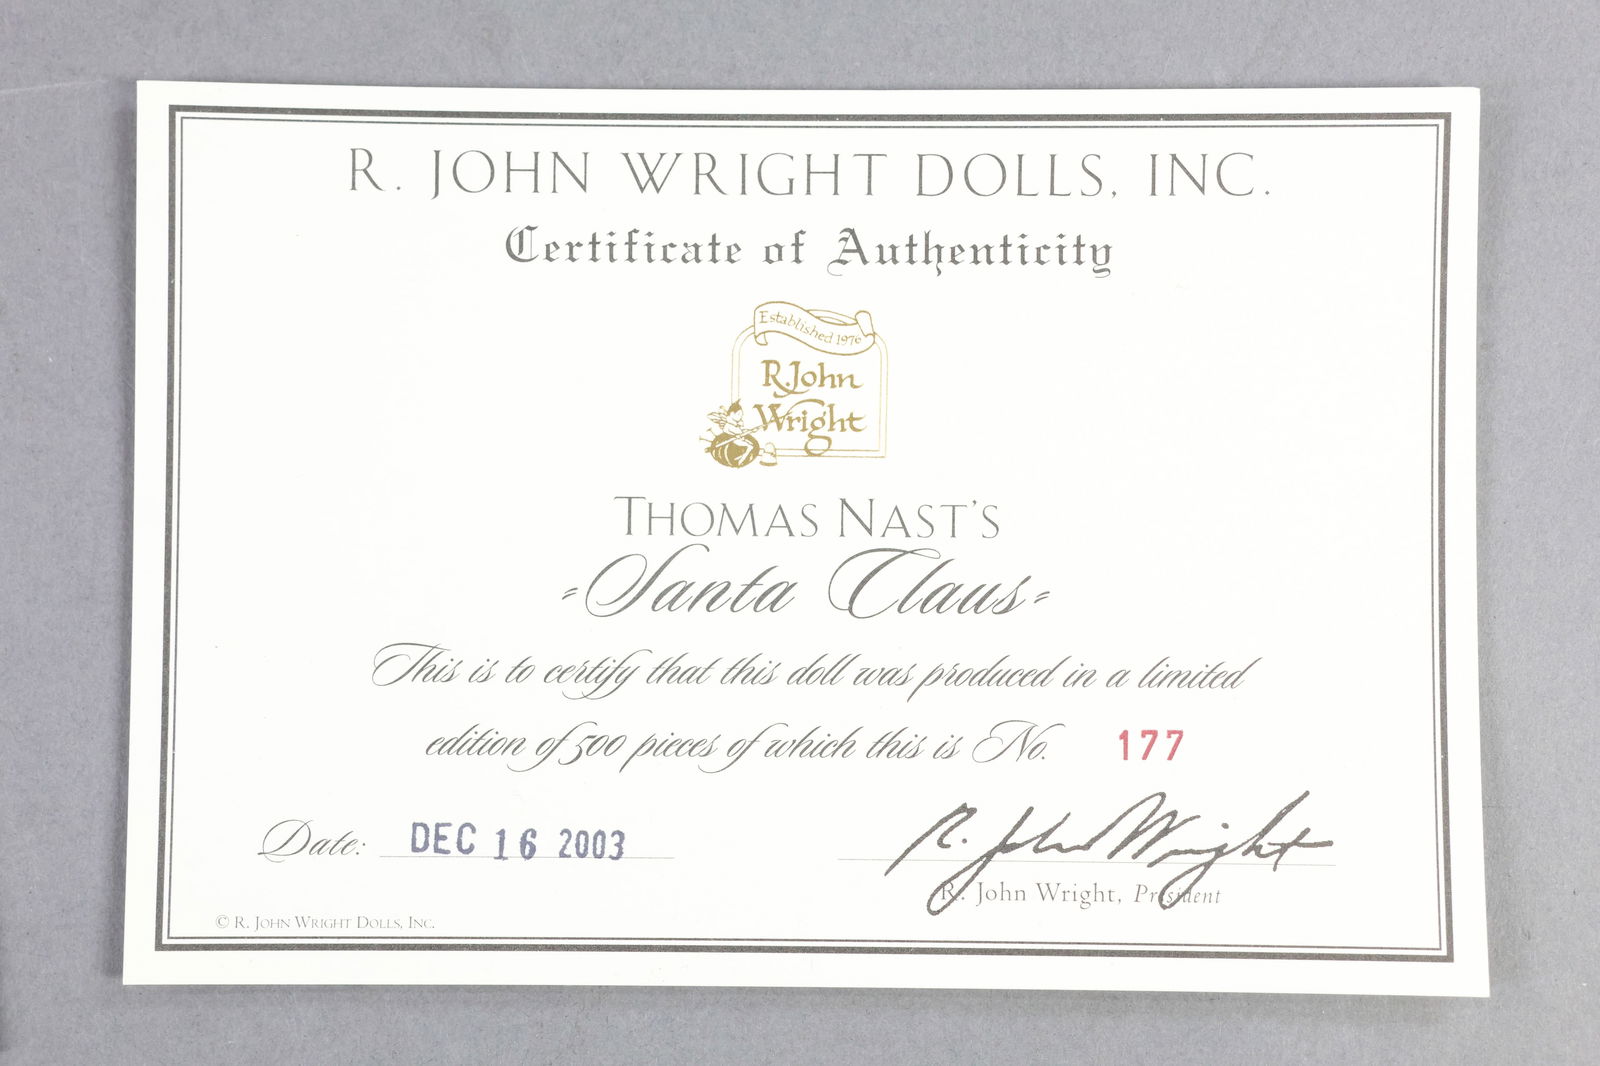 R. JOHN WRIGHT DOLLS, INC.
Certificate of Authenticity
Established 1976
R. John
Wright
THOMAS NAST'S
Santa Claus
This is to certify that this doll was produced in a limited
edition of 500 pieces of which this is No. 177
Date: DEC 16 2003
R. John Wright
R. John Wright, President
© R. JOHN WRIGHT DOLLS, INC.